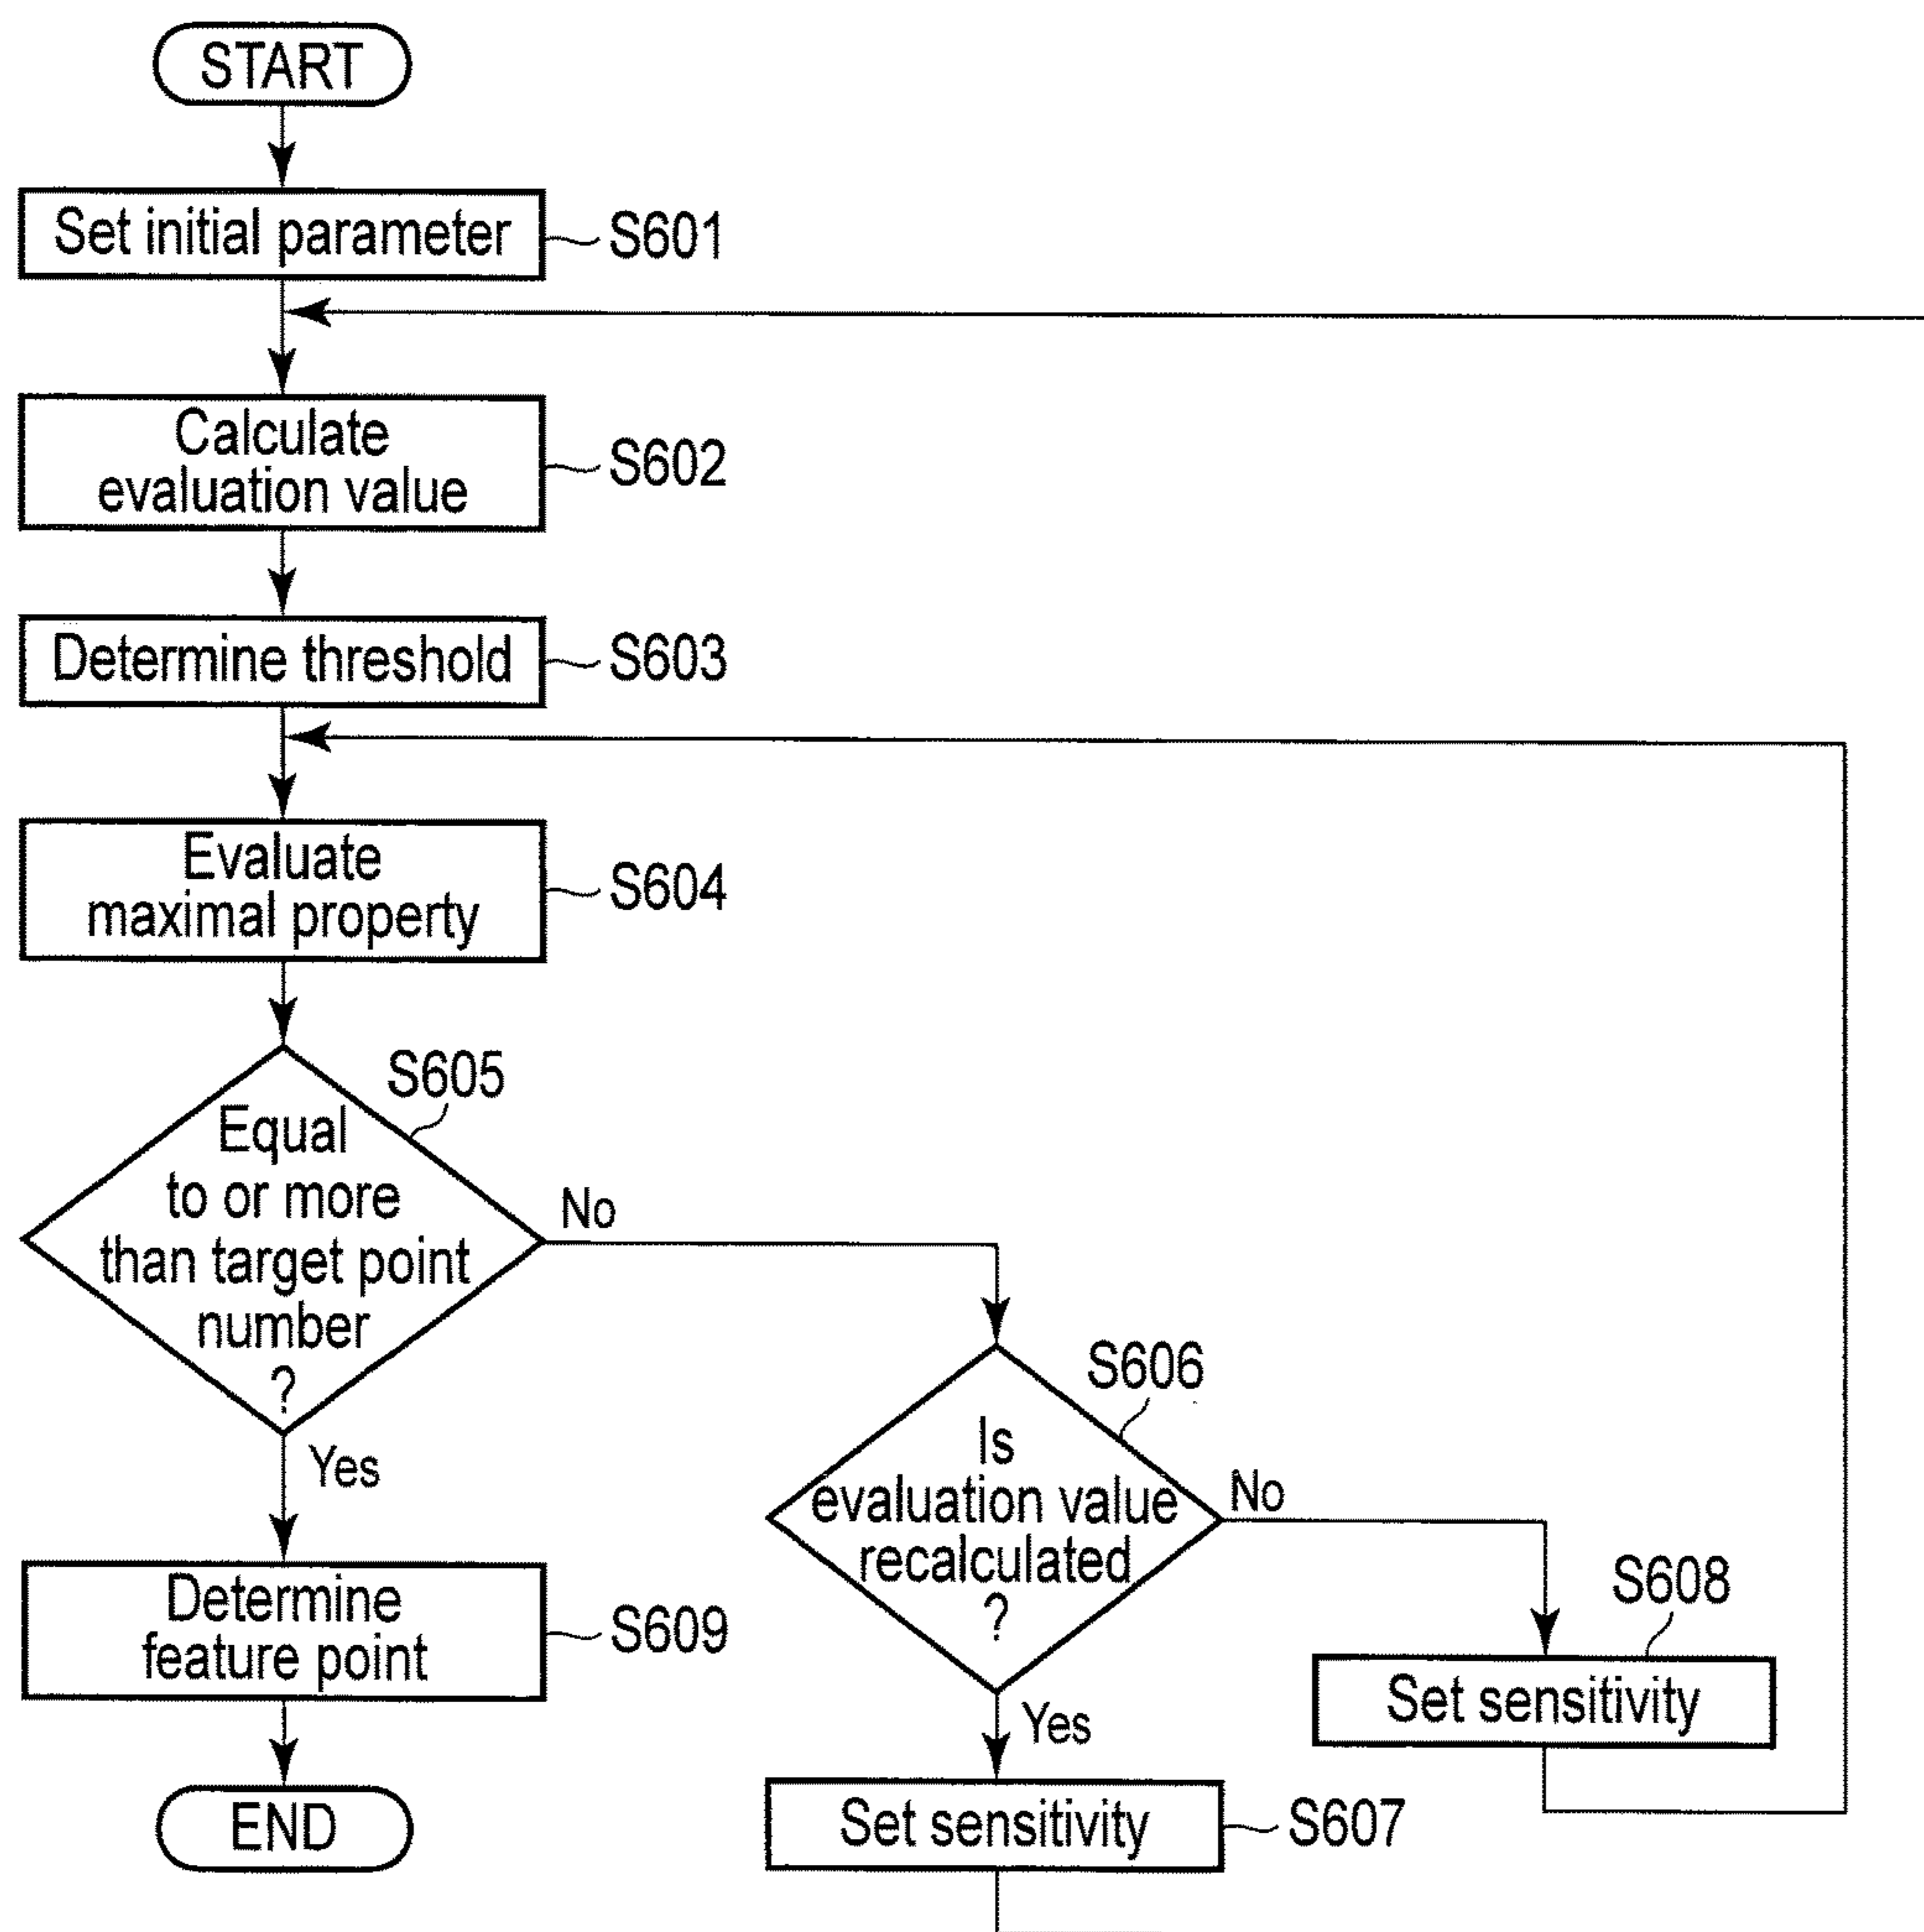 START
Set initial parameter
S601
Calculate
evaluation value
S602
Determine threshold
S603
Evaluate
maximal property
S604
S605
Equal
to or more
than target point
number
?
No
Yes
S606
Is
evaluation value
recalculated
?
No
Yes
S608
Set sensitivity
Set sensitivity
S607
Determine
feature point
S609
END